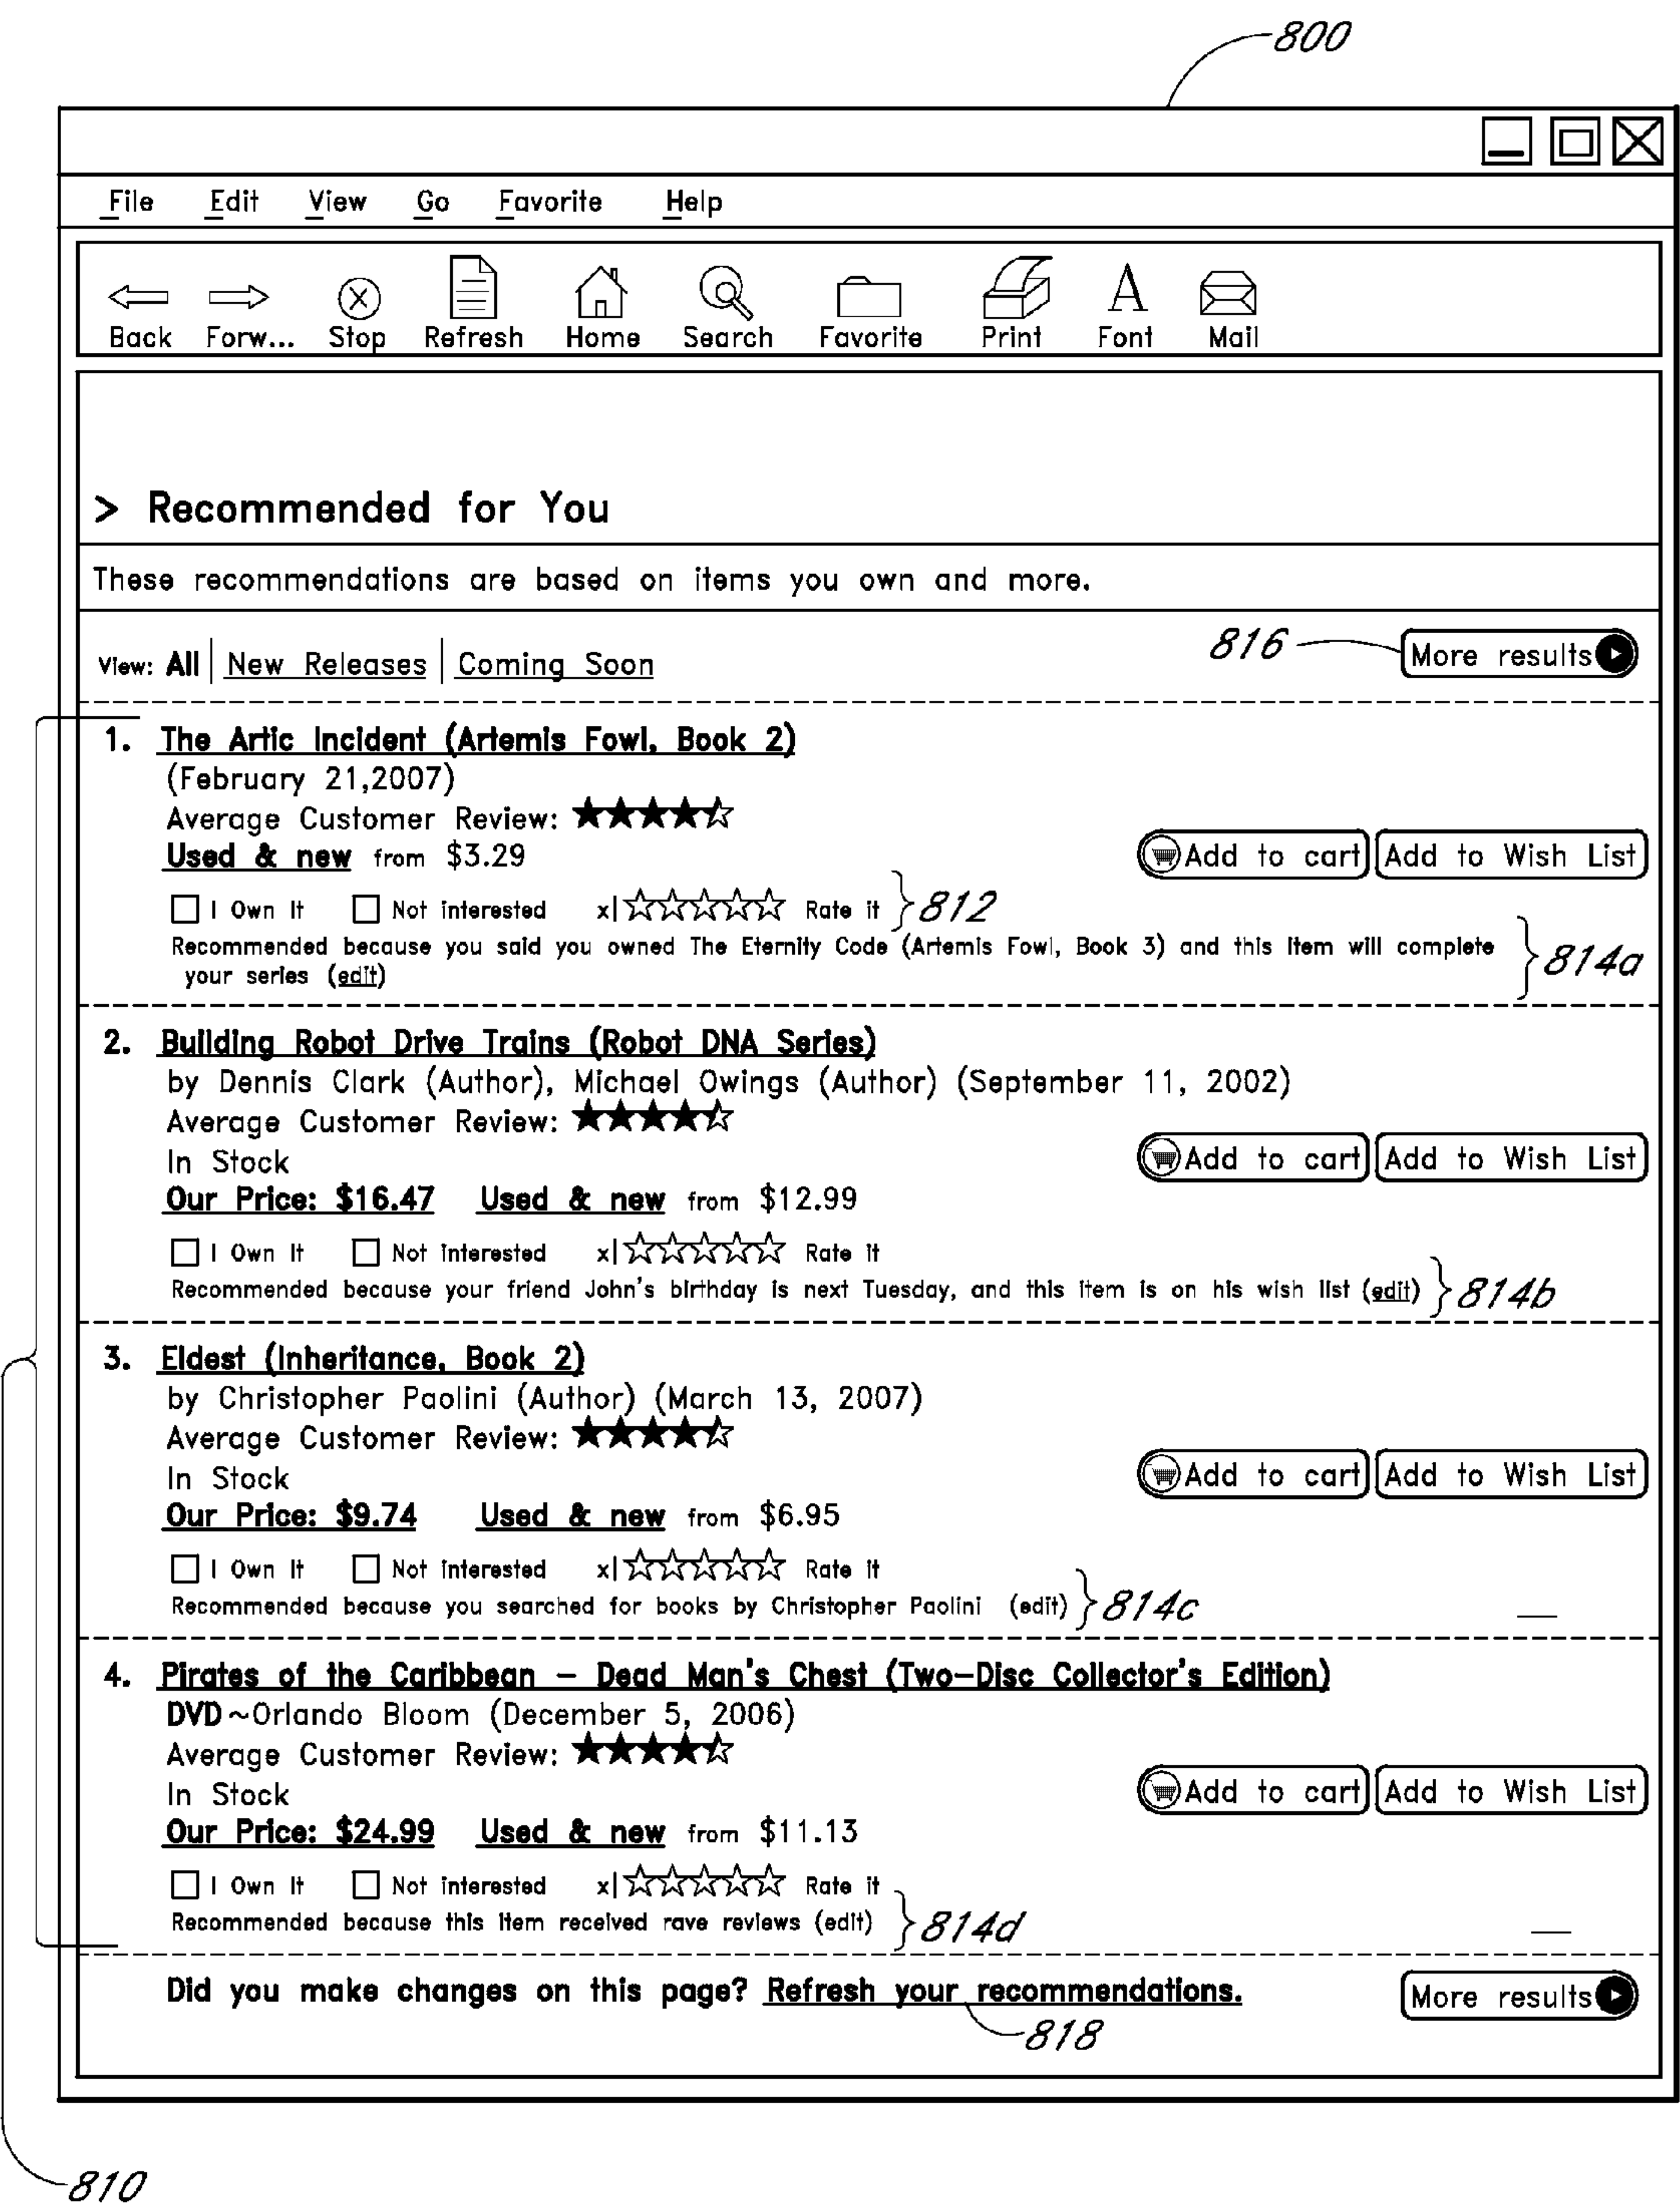 800
File Edit View Go Favorite Help
Back Forw... Stop Refresh Home Search Favorite Print Font Mail
> Recommended for You
These recommendations are based on items you own and more.
View: All | New Releases | Coming Soon 816 More results
1. The Artic Incident (Artemis Fowl, Book 2)
(February 21,2007)
Average Customer Review:
Used & new from $3.29 Add to cart Add to Wish List
I Own It Not interested x| Rate it 812
Recommended because you said you owned The Eternity Code (Artemis Fowl, Book 3) and this item will complete
your series (edit) 814a
2. Building Robot Drive Trains (Robot DNA Series)
by Dennis Clark (Author), Michael Owings (Author) (September 11, 2002)
Average Customer Review:
In Stock Add to cart Add to Wish List
Our Price: $16.47 Used & new from $12.99
I Own It Not interested x| Rate it
Recommended because your friend John's birthday is next Tuesday, and this item is on his wish list (edit) 814b
3. Eldest (Inheritance, Book 2)
by Christopher Paolini (Author) (March 13, 2007)
Average Customer Review:
In Stock Add to cart Add to Wish List
Our Price: $9.74 Used & new from $6.95
I Own It Not interested x| Rate it
Recommended because you searched for books by Christopher Paolini (edit) 814c
4. Pirates of the Caribbean – Dead Man's Chest (Two–Disc Collector's Edition)
DVD ~Orlando Bloom (December 5, 2006)
Average Customer Review:
In Stock Add to cart Add to Wish List
Our Price: $24.99 Used & new from $11.13
I Own It Not interested x| Rate it
Recommended because this item received rave reviews (edit) 814d
Did you make changes on this page? Refresh your recommendations. More results
818
810